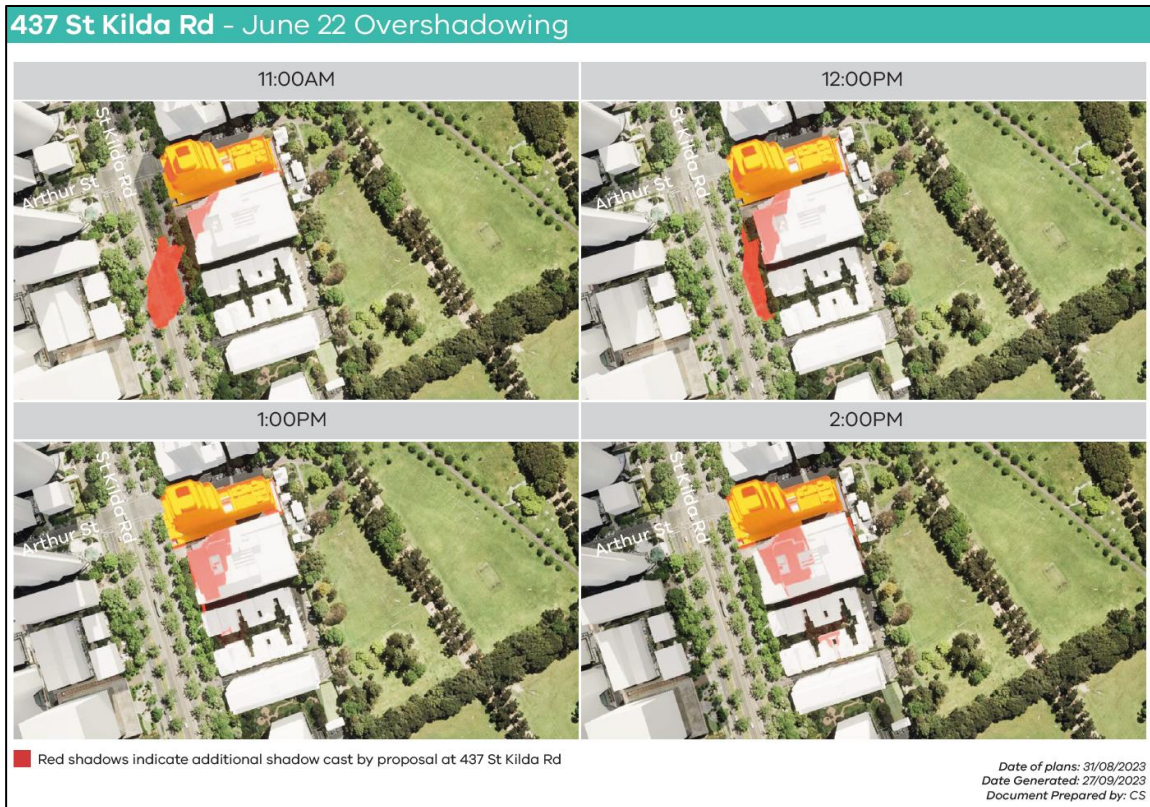 437 St Kilda Rd - June 22 Overshadowing
11:00AM
12:00PM
St Kilda Rd
Arthur St
St Kilda Rd
Arthur St
1:00PM
2:00PM
St Kilda Rd
Arthur St
St Kilda Rd
Arthur St
Red shadows indicate additional shadow cast by proposal at 437 St Kilda Rd
Date of plans: 31/08/2023
Date Generated: 27/09/2023
Document Prepared by: CS